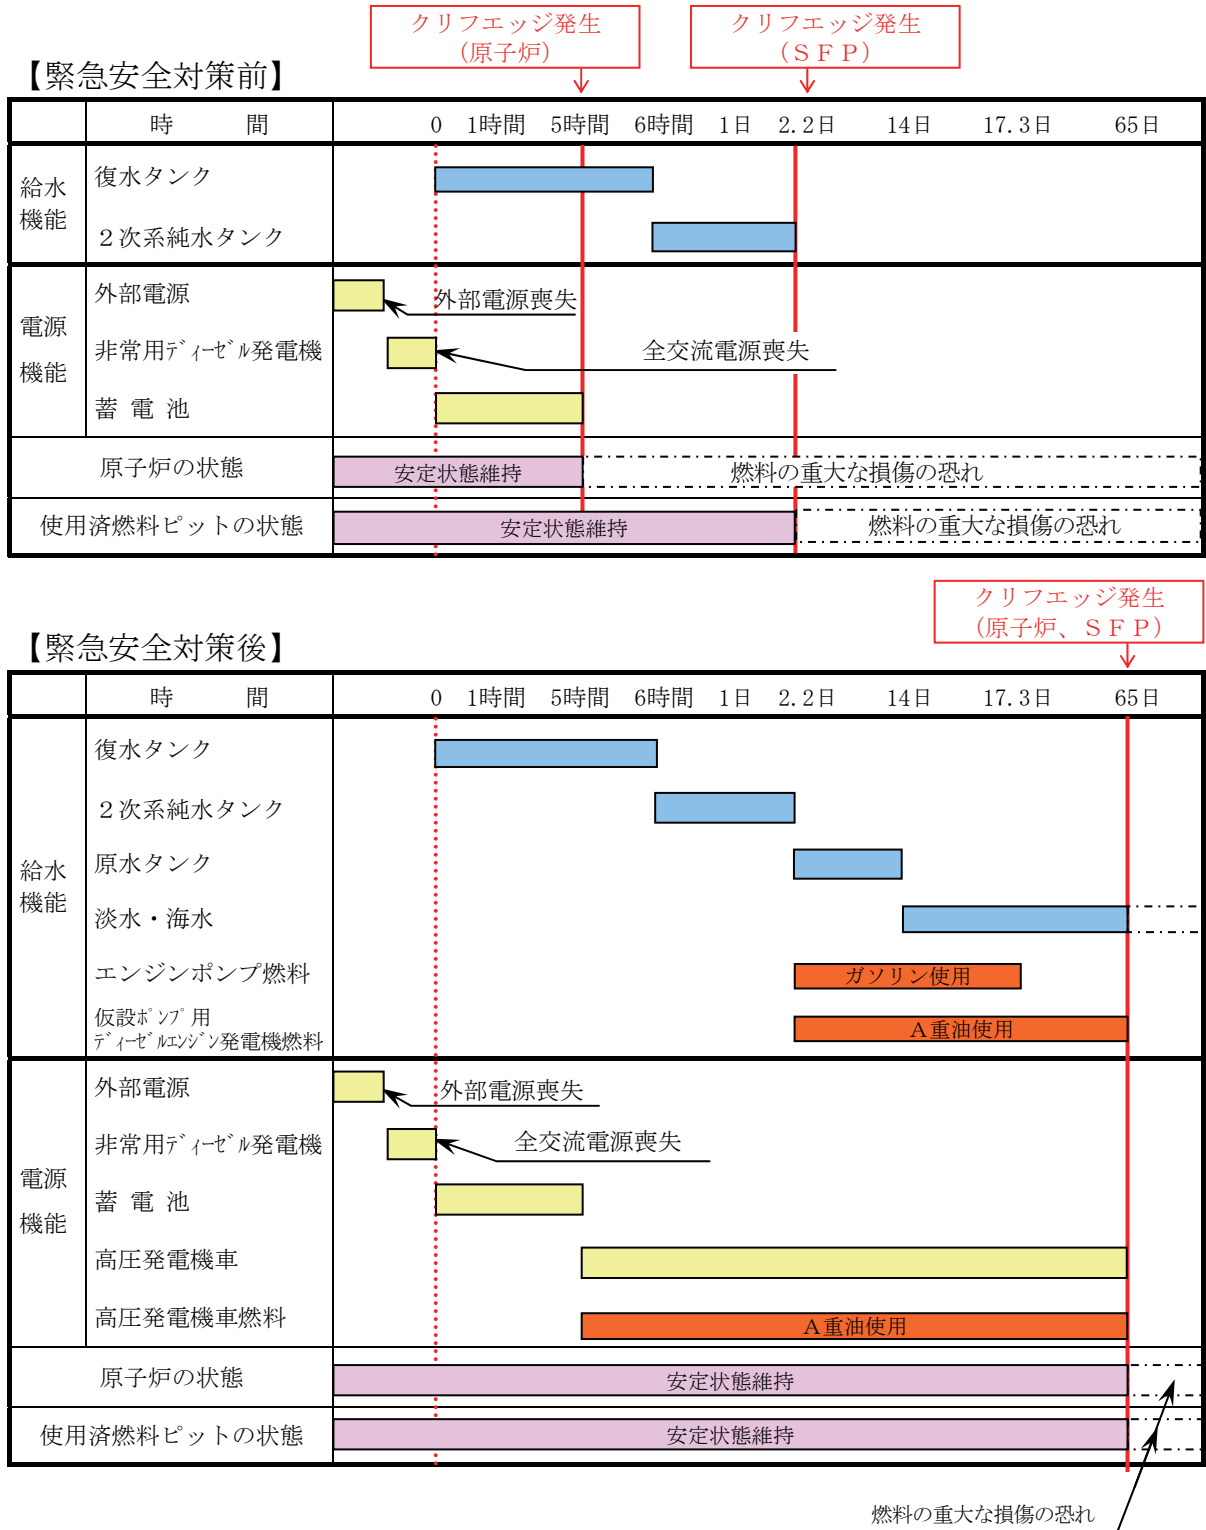 クリフエッジ発生
(原子炉)
クリフエッジ発生
(ＳＦＰ)
【緊急安全対策前】
時　間 0 1時間 5時間 6時間 1日 2.2日 14日 17.3日 65日
給水
機能
復水タンク
２次系純水タンク
電源
機能
外部電源
外部電源喪失
非常用ﾃﾞｨｰｾﾞﾙ発電機
全交流電源喪失
蓄 電 池
原子炉の状態
安定状態維持
燃料の重大な損傷の恐れ
使用済燃料ピットの状態
安定状態維持
燃料の重大な損傷の恐れ
クリフエッジ発生
(原子炉、ＳＦＰ)
【緊急安全対策後】
時　間 0 1時間 5時間 6時間 1日 2.2日 14日 17.3日 65日
給水
機能
復水タンク
２次系純水タンク
原水タンク
淡水・海水
エンジンポンプ燃料
ガソリン使用
仮設ﾎﾟﾝﾌﾟ用
ﾃﾞｨｰｾﾞﾙｴﾝｼﾞﾝ発電機燃料
Ａ重油使用
電源
機能
外部電源
外部電源喪失
非常用ﾃﾞｨｰｾﾞﾙ発電機
全交流電源喪失
蓄 電 池
高圧発電機車
高圧発電機車燃料
Ａ重油使用
原子炉の状態
安定状態維持
使用済燃料ピットの状態
安定状態維持
燃料の重大な損傷の恐れ